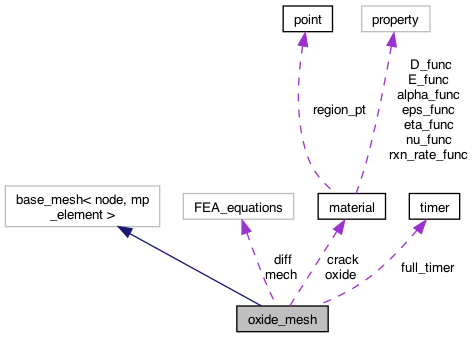 point
property
D_func
E_func
alpha_func
eps_func
eta_func
nu_func
rxn_rate_func
region_pt
base_mesh< node, mp
_element >
FEA_equations
material
timer
diff
mech
crack
oxide
full_timer
oxide_mesh